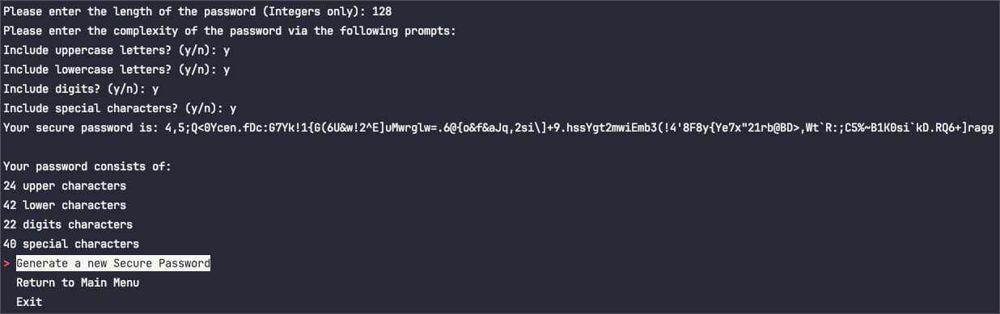 Please enter the length of the password (Integers only): 128
Please enter the complexity of the password via the following prompts:
Include uppercase letters? (y/n): y
Include lowercase letters? (y/n): y
Include digits? (y/n): y
Include special characters? (y/n): y
Your secure password is: 4,5;Q<0Ycen.fDc:G7Yk!1{G(6U&w!2^E]uMwrglw=.6@{o&f&aJq,2si\]+9.hssYgt2mwiEmb3(!4'8F8y{Ye7x"21rb@BD>,Wt`R:;C5%~B1K0si`kD.RQ6+]ragg
Your password consists of:
24 upper characters
42 lower characters
22 digits characters
40 special characters
> Generate a new Secure Password
Return to Main Menu
Exit